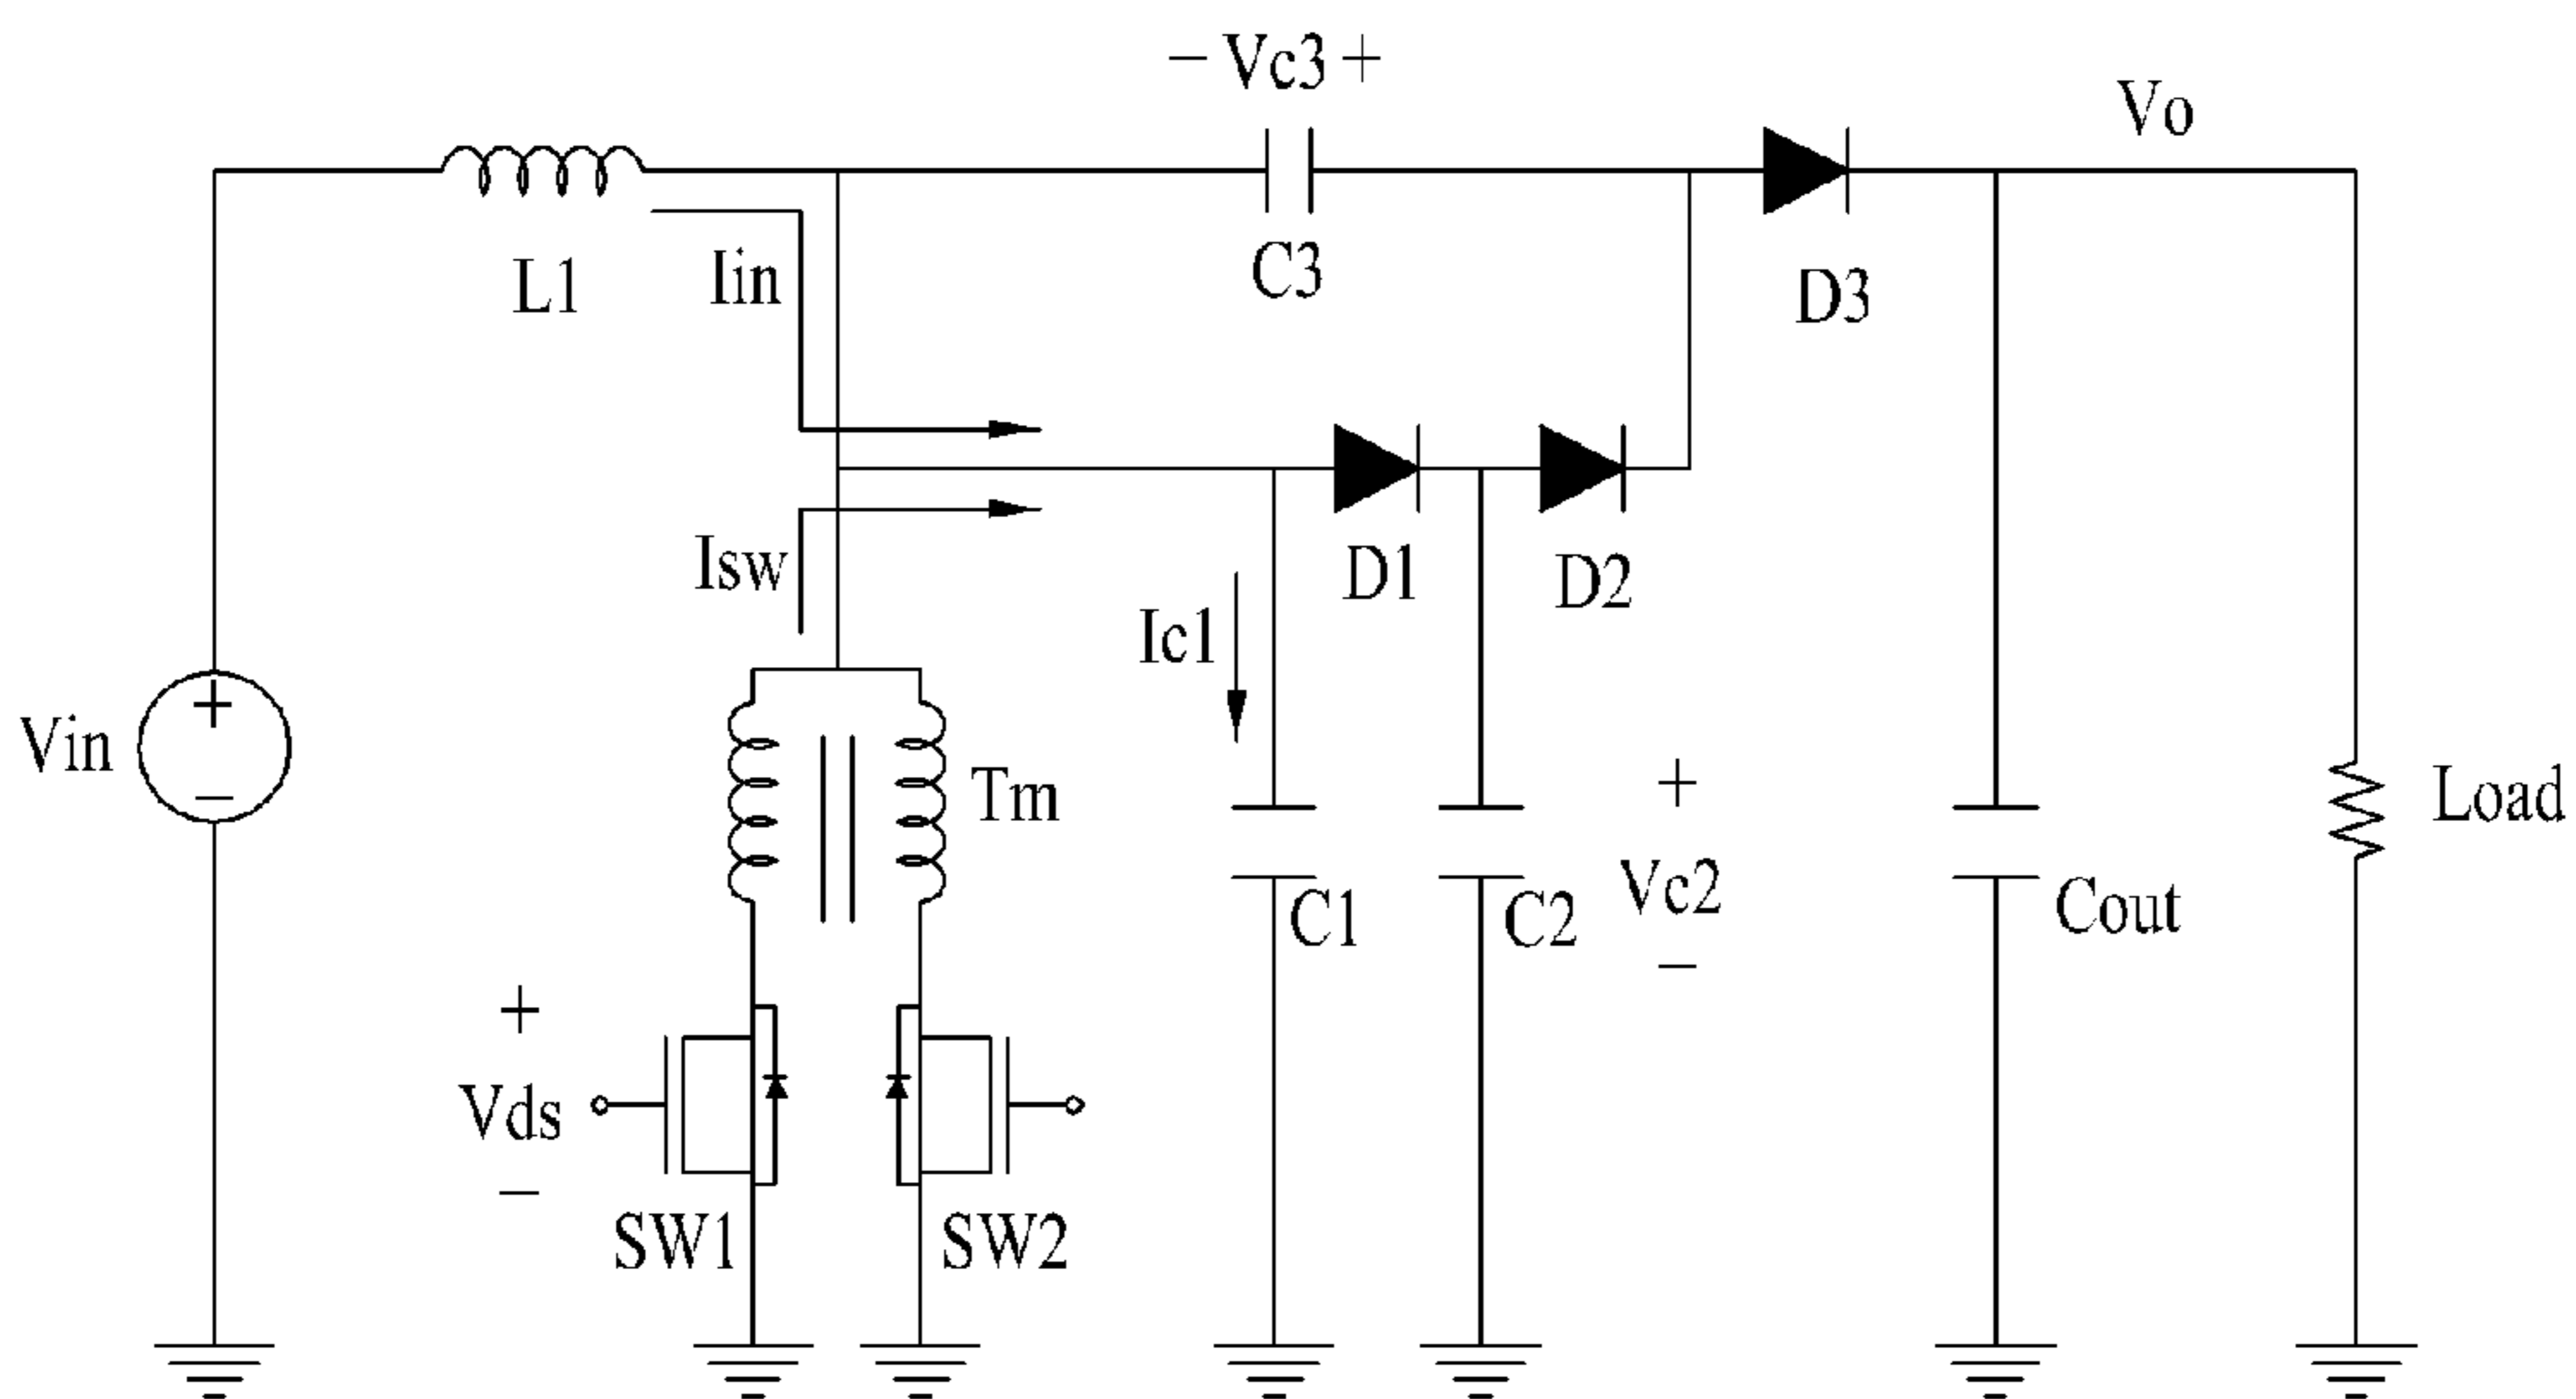 − Vc3 +
Vo
L1
Iin
C3
D3
Isw
Ic1
D1
D2
+
Vin
−
Tm
+
Vc2
−
Load
C1
C2
Cout
+
Vds
−
SW1
SW2